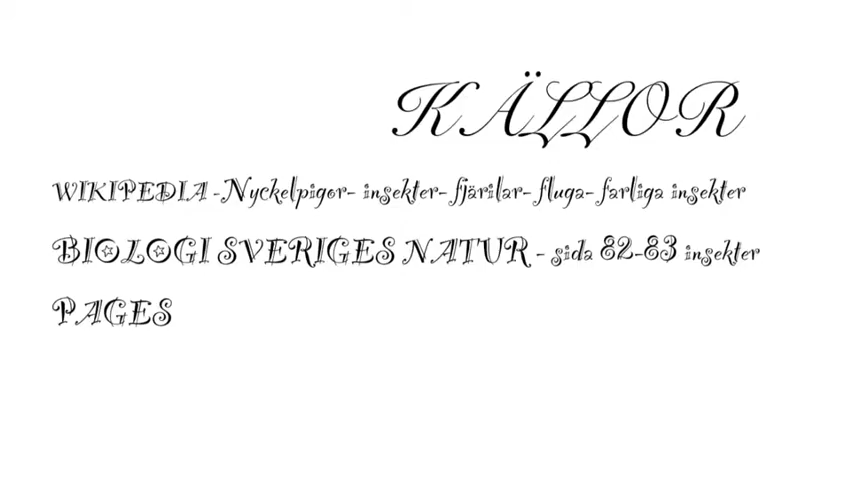 KÄLLOR
WIKIPEDIA - Nyckelpigor- insekter- fjärilar- fluga- farliga insekter
BIOLOGI SVERIGES NATUR - sida 82-83 insekter
PAGES